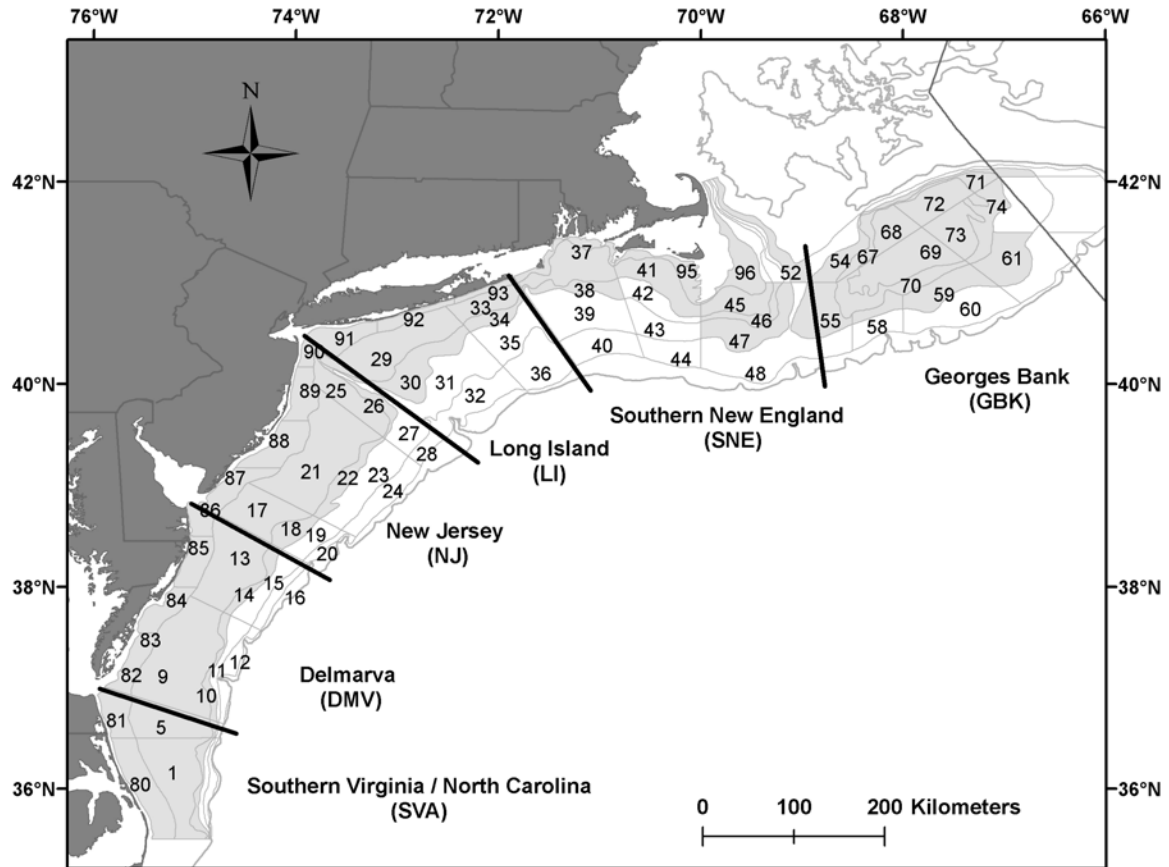 76°W 74°W 72°W 70°W 68°W 66°W
N
42°N 42°N
40°N 40°N
38°N 38°N
36°N 36°N
71
72 74
68 73
37 69 61
54 67
41 95 96 52
38 42 70 59
93 45
33 39 60
92 34 46 55 58
91 43 47
35
90 29 40 44
36 48
30 31
89 25 32
26
27
88 28
87 21 22 23
24
86 17
18 19
85 13 20
15
84 14 16
83
12
82 9 11
10
81 5
1
80
Georges Bank
(GBK)
Southern New England
(SNE)
Long Island
(LI)
New Jersey
(NJ)
Delmarva
(DMV)
Southern Virginia / North Carolina
(SVA)
0 100 200 Kilometers